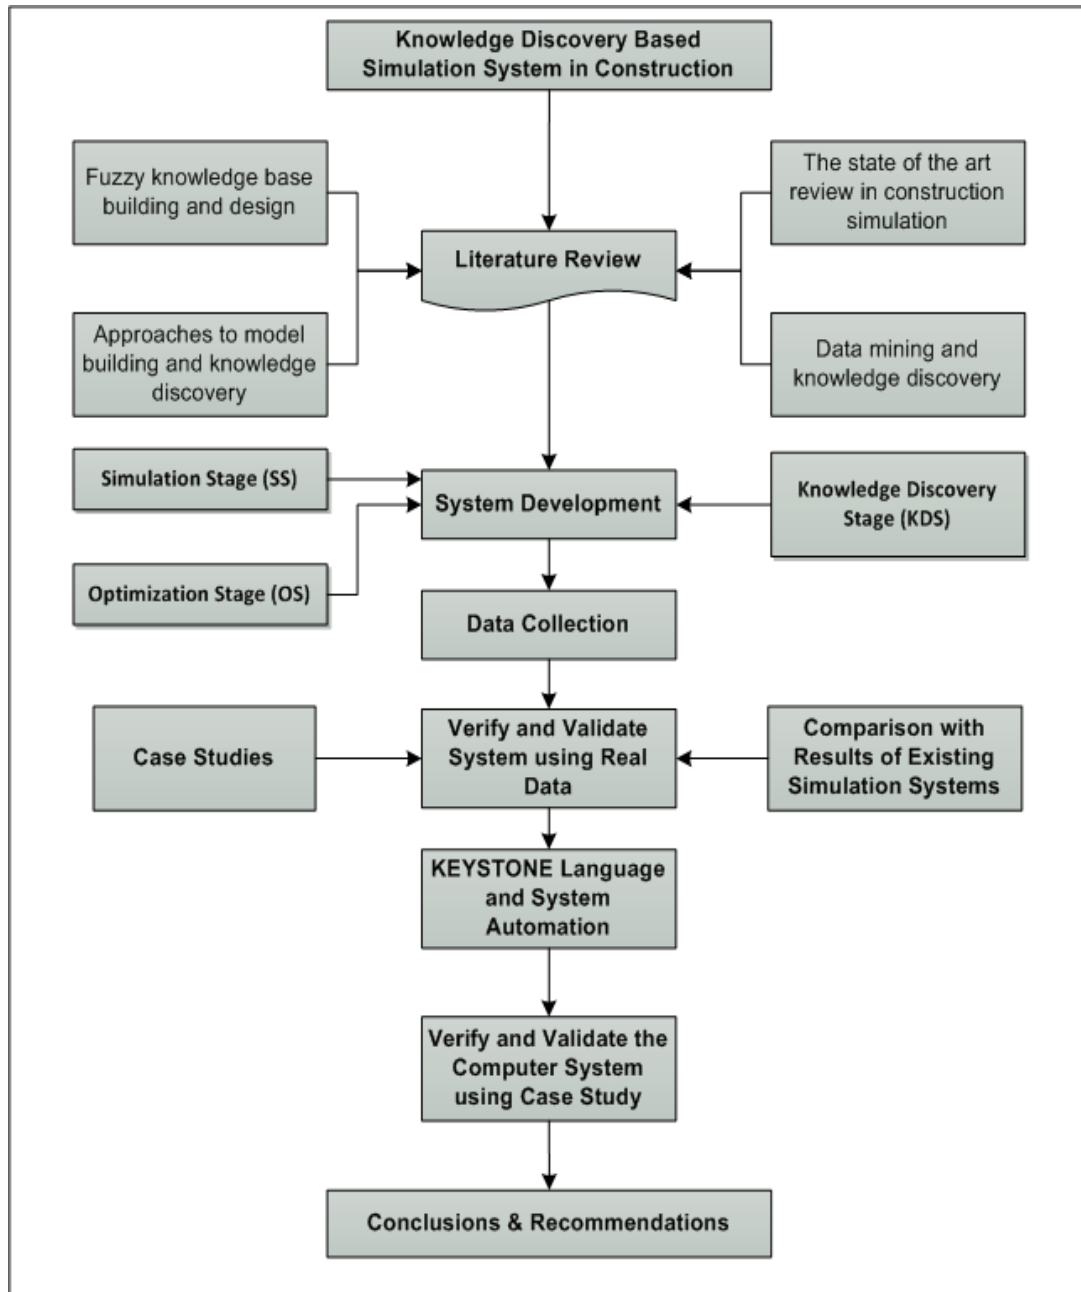 Knowledge Discovery Based
Simulation System in Construction
Fuzzy knowledge base
building and design
The state of the art
review in construction
simulation
Literature Review
Approaches to model
building and knowledge
discovery
Data mining and
knowledge discovery
Simulation Stage (SS)
System Development
Knowledge Discovery
Stage (KDS)
Optimization Stage (OS)
Data Collection
Case Studies
Verify and Validate
System using Real
Data
Comparison with
Results of Existing
Simulation Systems
KEYSTONE Language
and System
Automation
Verify and Validate the
Computer System
using Case Study
Conclusions & Recommendations